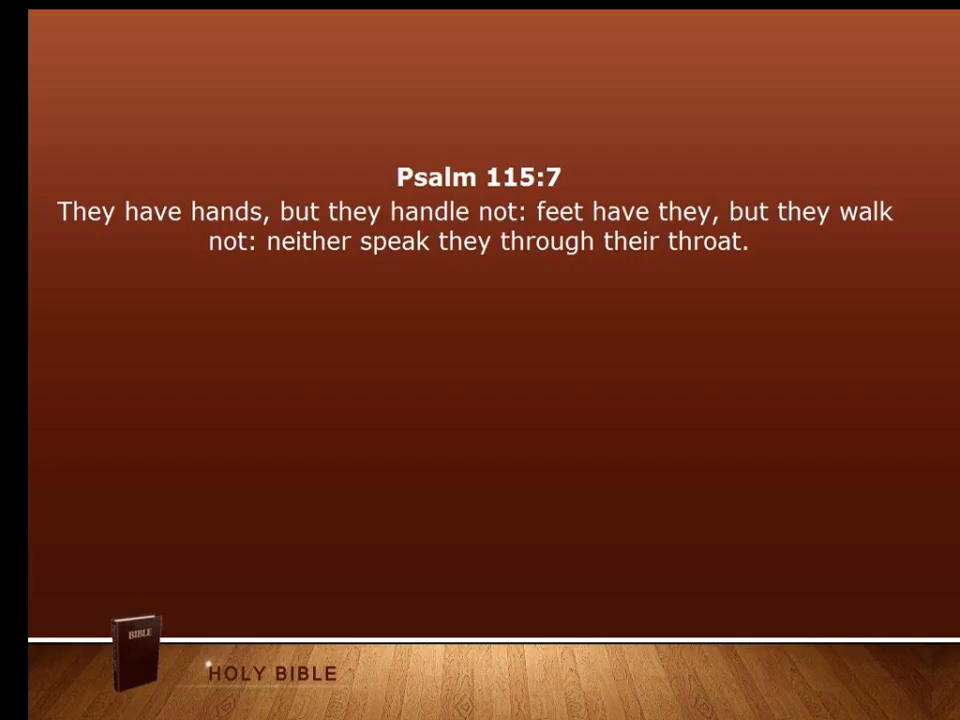 Psalm 115:7
They have hands, but they handle not: feet have they, but they walk
not: neither speak they through their throat.
BIBLE
HOLY BIBLE